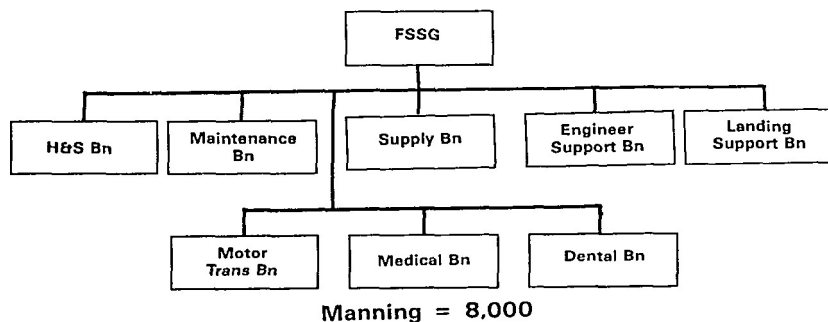 FSSG
H&S Bn
Maintenance
Bn
Supply Bn
Engineer
Support Bn
Landing
Support Bn
Motor
Trans Bn
Medical Bn
Dental Bn
Manning = 8,000